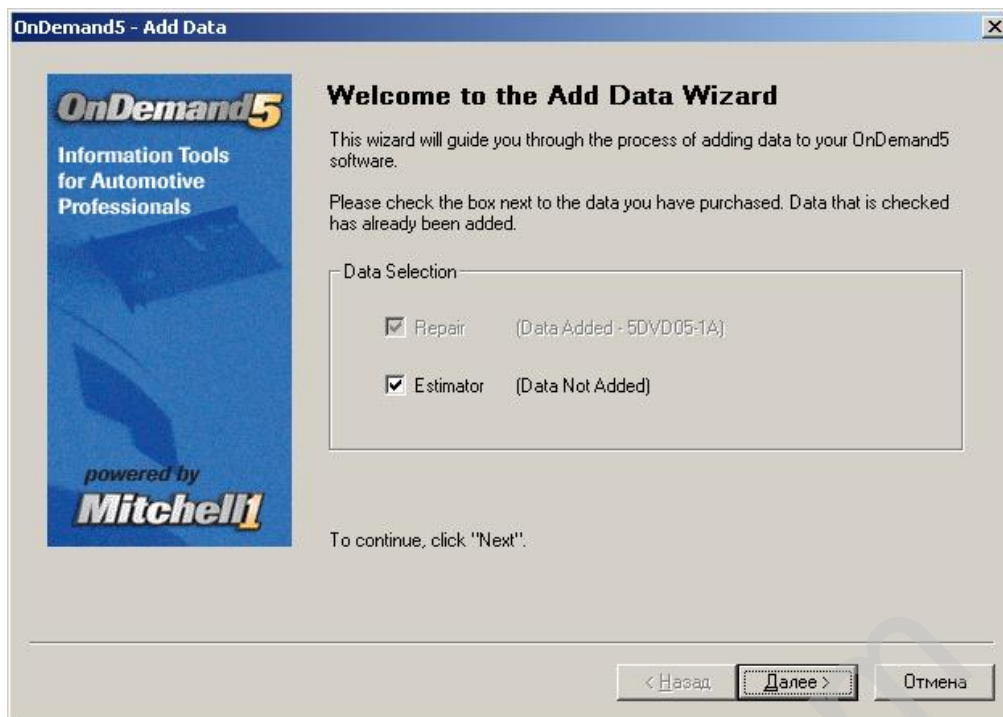 OnDemand5 - Add Data
OnDemand5
Information Tools
for Automotive
Professionals
powered by
Mitchell1
Welcome to the Add Data Wizard
This wizard will guide you through the process of adding data to your OnDemand5
software.
Please check the box next to the data you have purchased. Data that is checked
has already been added.
Data Selection
Repair (Data Added - 5DVD05-1A)
Estimator (Data Not Added)
To continue, click "Next".
< Назад Далее > Отмена